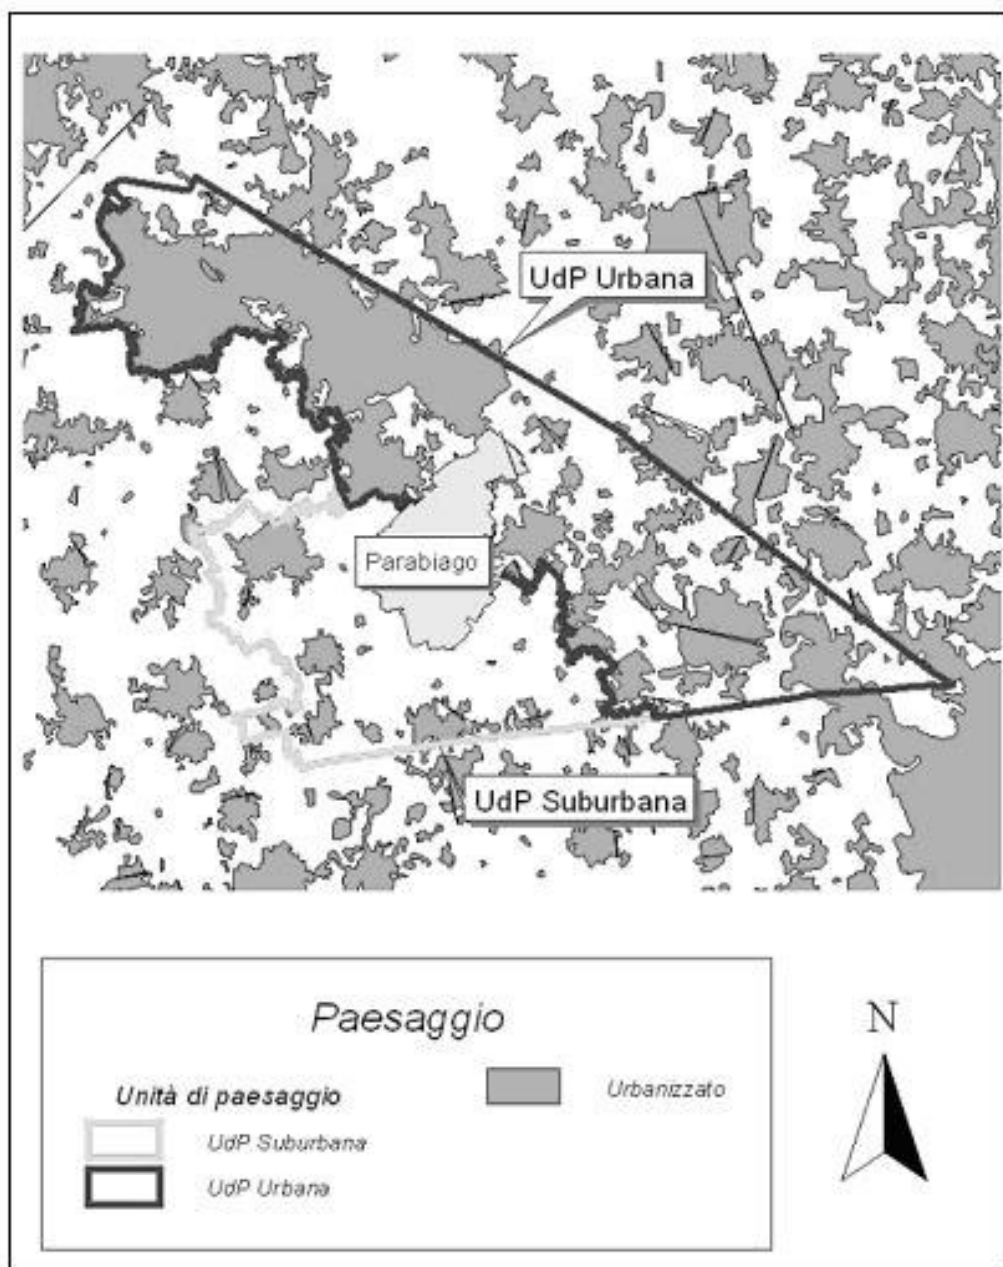 UdP Urbana
Parabiago
UdP Suburbana
Paesaggio
N
Unità di paesaggio
Urbanizzato
UdP Suburbana
UdP Urbana